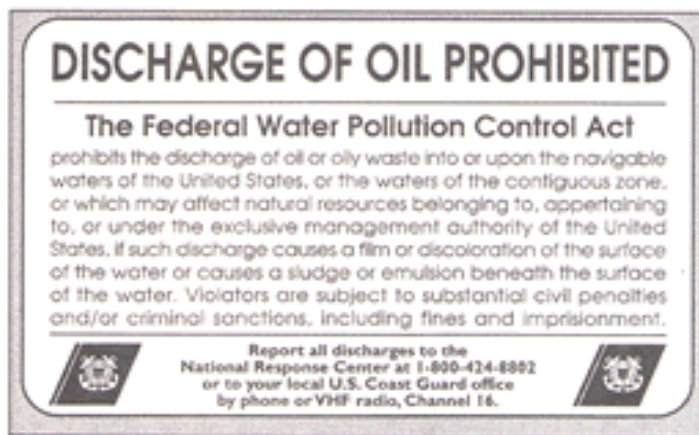 DISCHARGE OF OIL PROHIBITED
The Federal Water Pollution Control Act
prohibits the discharge of oil or oily waste into or upon the navigable
waters of the United States, or the waters of the contiguous zone,
or which may affect natural resources belonging to, appertaining
to, or under the exclusive management authority of the United
States, if such discharge causes a film or discoloration of the surface
of the water or causes a sludge or emulsion beneath the surface
of the water. Violators are subject to substantial civil penalties
and/or criminal sanctions, including fines and imprisionment.
Report all discharges to the
National Response Center at 1-800-424-8802
or to your local U.S. Coast Guard office
by phone or VHF radio, Channel 16.